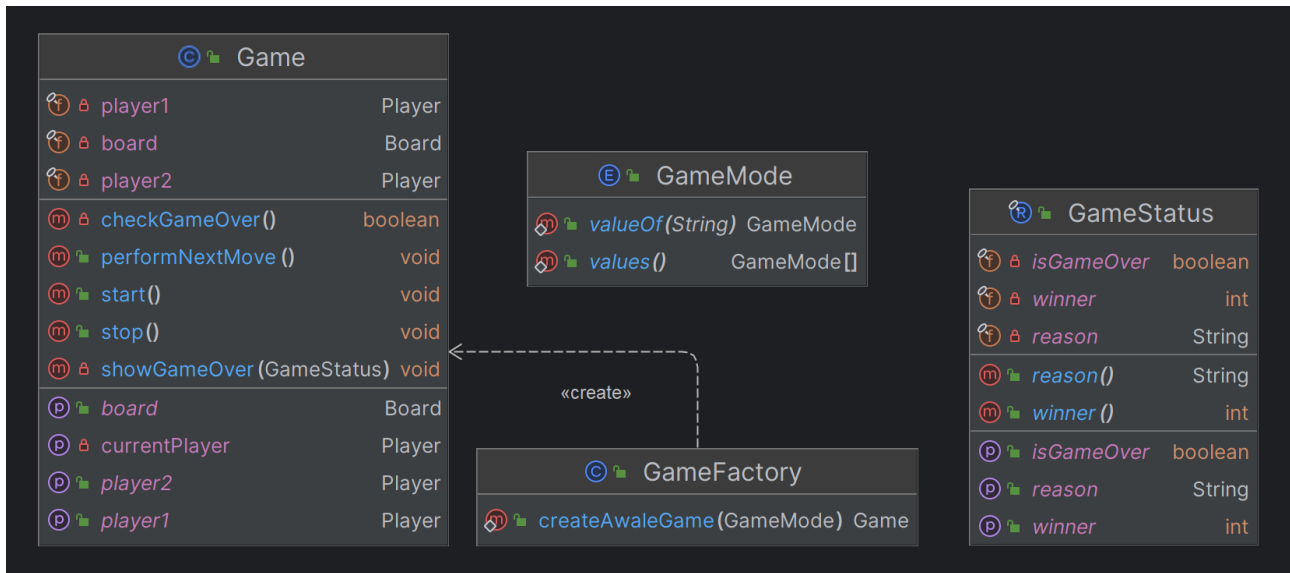 Game
player1 Player
board Board
player2 Player
checkGameOver() boolean
performNextMove () void
start() void
stop() void
showGameOver(GameStatus) void
board Board
currentPlayer Player
player2 Player
player1 Player
GameMode
valueOf(String) GameMode
values() GameMode[]
«create»
GameFactory
createAwaleGame(GameMode) Game
GameStatus
isGameOver boolean
winner int
reason String
reason() String
winner() int
isGameOver boolean
reason String
winner int